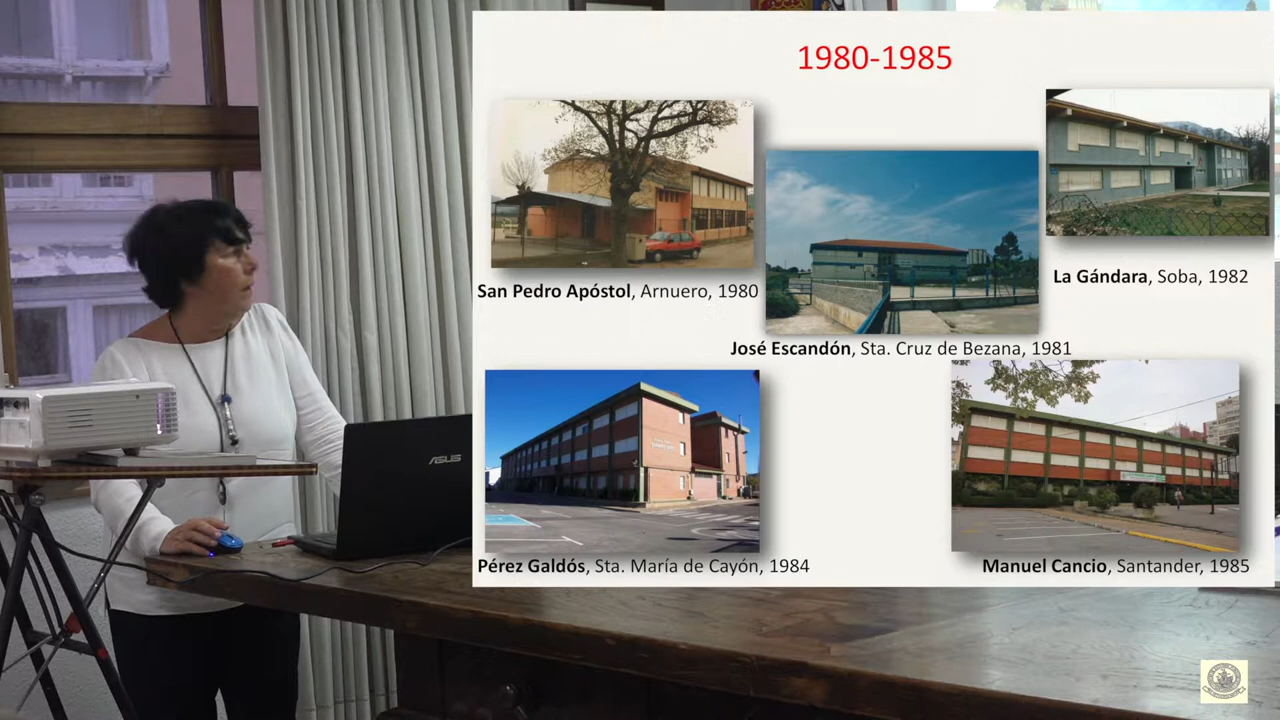 1980-1985
San Pedro Apóstol, Arnuero, 1980
La Gándara, Soba, 1982
José Escandón, Sta. Cruz de Bezana, 1981
Pérez Galdós, Sta. María de Cayón, 1984
Manuel Cancio, Santander, 1985
ASUS